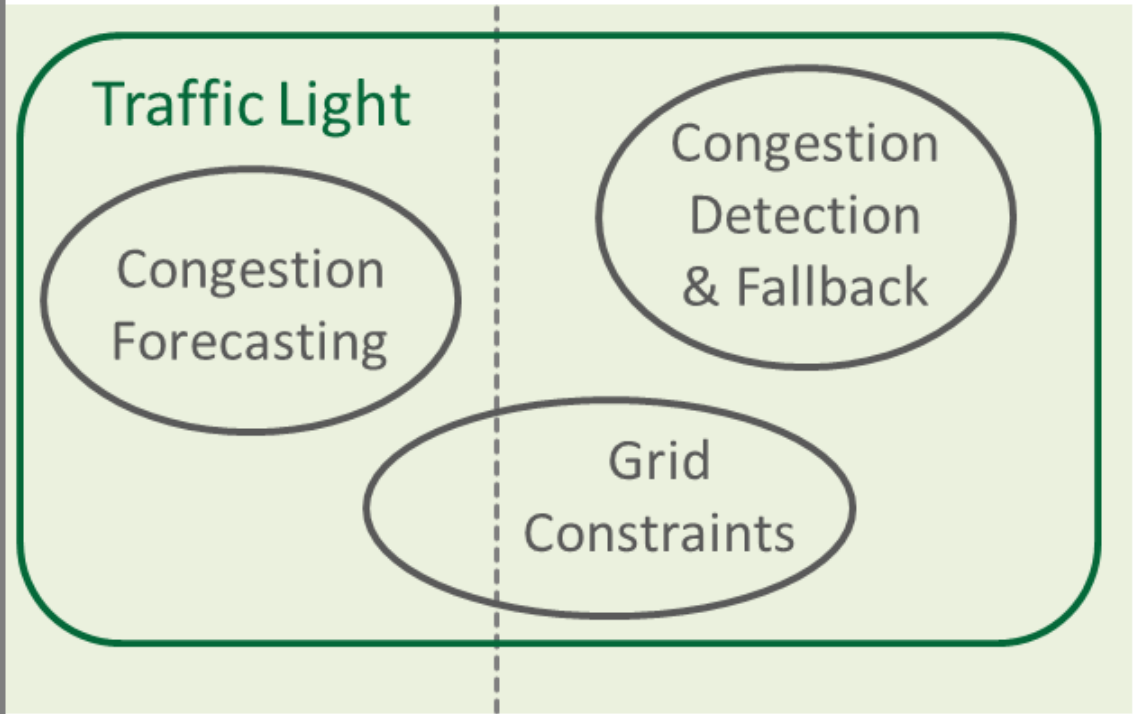 Traffic Light
Congestion
Forecasting
Congestion
Detection
& Fallback
Grid
Constraints